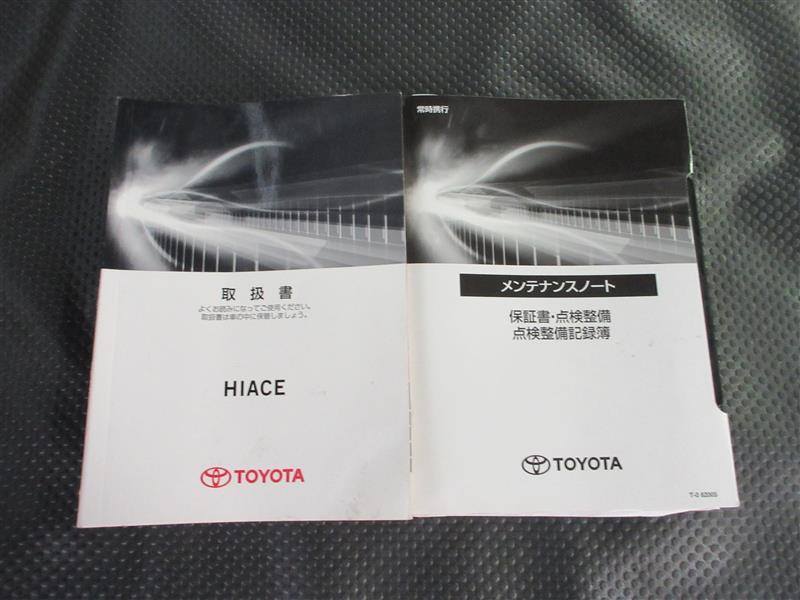 取扱書
よくお読みになってご使用ください。
取扱書は車の中に保管しましょう。
HIACE
TOYOTA
常時携行
メンテナンスノート
保証書・点検整備
点検整備記録簿
TOYOTA